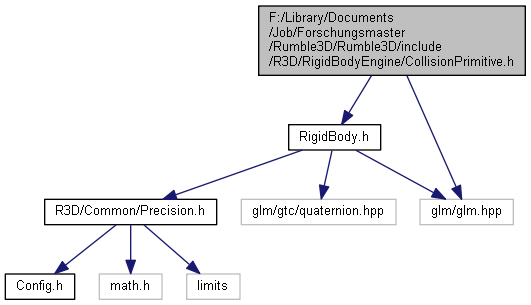 F:/Library/Documents
/Job/Forschungsmaster
/Rumble3D/Rumble3D/include
/R3D/RigidBodyEngine/CollisionPrimitive.h
RigidBody.h
R3D/Common/Precision.h
glm/gtc/quaternion.hpp
glm/glm.hpp
Config.h
math.h
limits